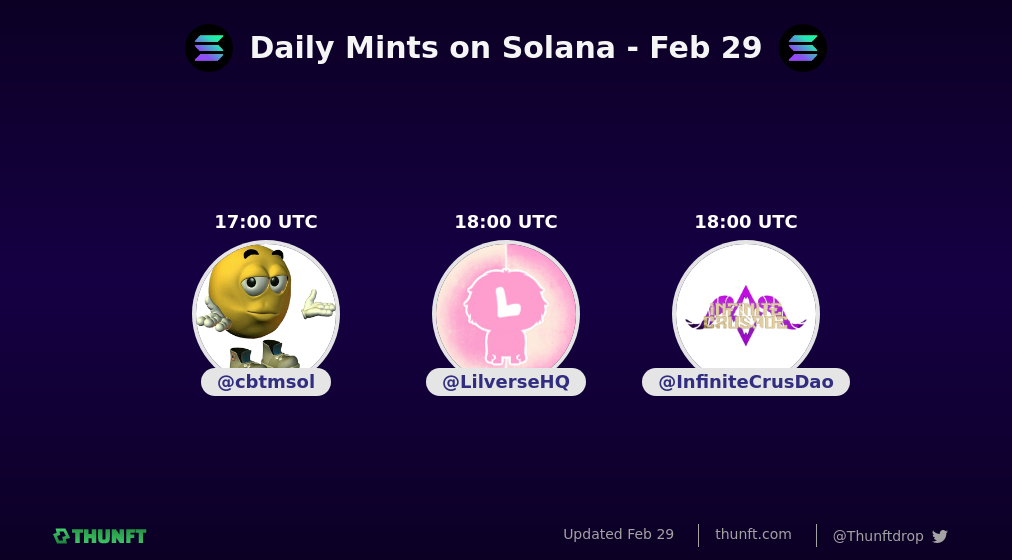 Daily Mints on Solana - Feb 29
17:00 UTC
18:00 UTC
18:00 UTC
L
INFINITE
CRUSADE
@cbtmsol
@LilverseHQ
@InfiniteCrusDao
THUNFT
Updated Feb 29
thunft.com
@Thunftdrop